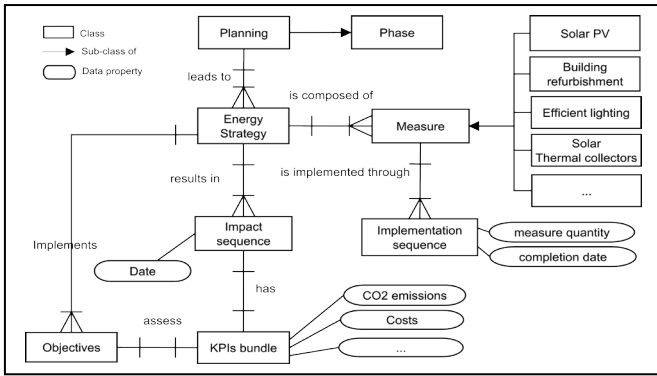 Class
Sub-class of
Data property
Planning
Phase
Solar PV
leads to
is composed of
Building
refurbishment
Energy
Strategy
Measure
Efficient lighting
Solar
Thermal collectors
results in
is implemented through
...
Impact
sequence
Implementation
sequence
measure quantity
completion date
Implements
Date
has
CO2 emissions
assess
Costs
Objectives
KPIs bundle
...